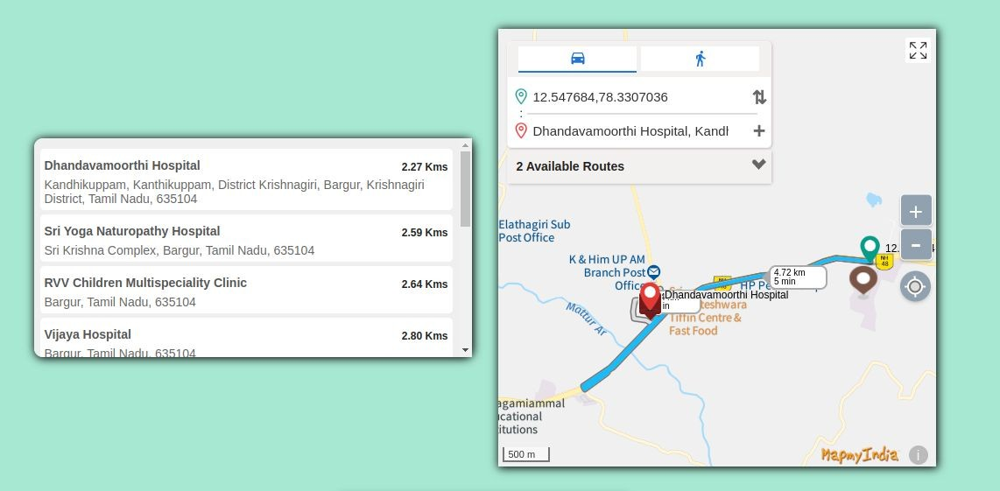 Dhandavamoorthi Hospital 2.27 Kms
Kandhikuppam, Kanthikuppam, District Krishnagiri, Bargur, Krishnagiri
District, Tamil Nadu, 635104
Sri Yoga Naturopathy Hospital 2.59 Kms
Sri Krishna Complex, Bargur, Tamil Nadu, 635104
RVV Children Multispeciality Clinic 2.64 Kms
Bargur, Tamil Nadu, 635104
Vijaya Hospital 2.80 Kms
Bargur, Tamil Nadu, 635104
12.547684,78.3307036
:
Dhandavamoorthi Hospital, Kandh
2 Available Routes
Elathagiri Sub
Post Office
K & Him UP AM
Branch Post
Office
12.
NH
48
4.72 km
5 min
HP Pe
Dhandavamoorthi Hospital
in
teshwara
Tiffin Centre &
Fast Food
Mattur Ar
agamiammal
cational
itutions
500 m
MapmyIndia
i